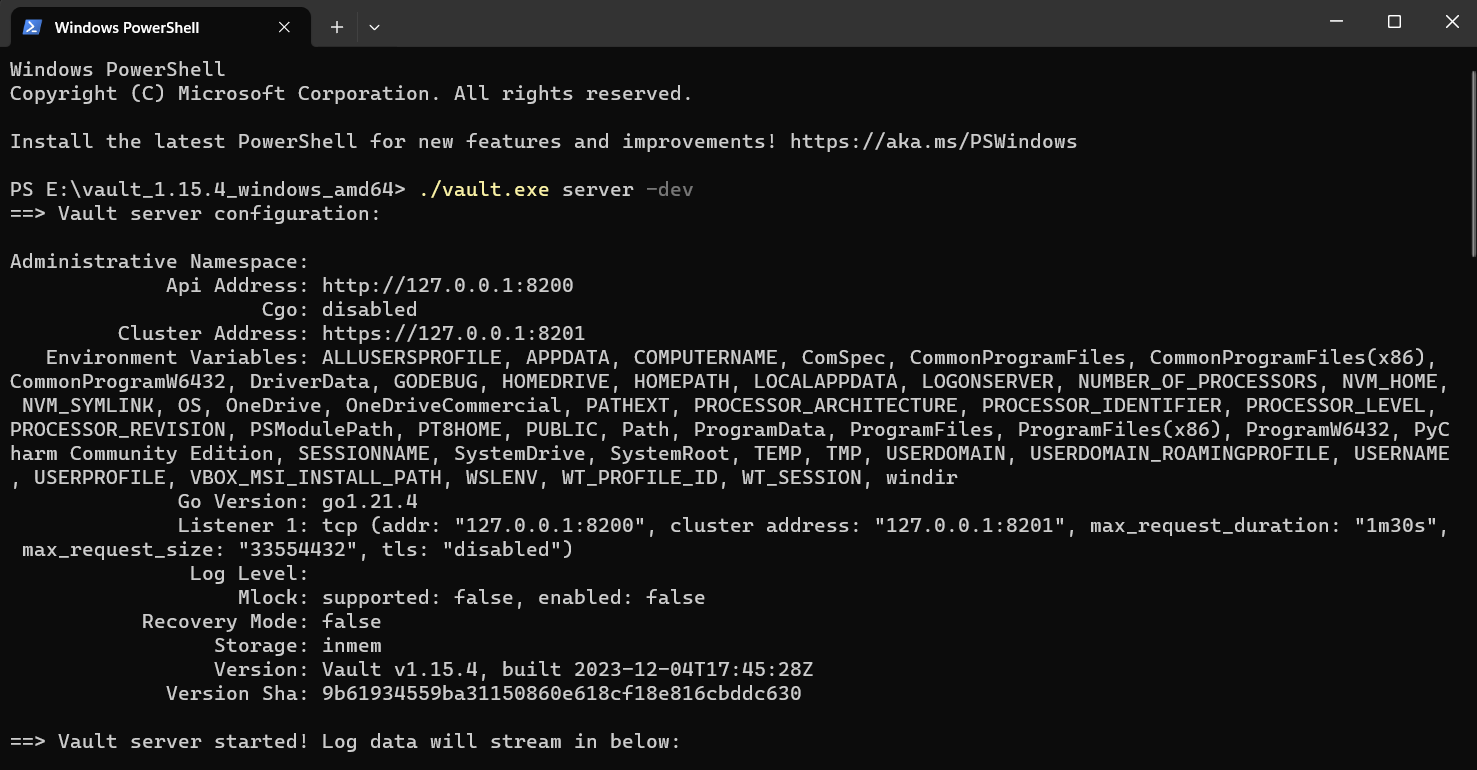 Windows PowerShell
Windows PowerShell
Copyright (C) Microsoft Corporation. All rights reserved.
Install the latest PowerShell for new features and improvements! https://aka.ms/PSWindows
PS E:\vault_1.15.4_windows_amd64> ./vault.exe server -dev
==> Vault server configuration:
Administrative Namespace:
Api Address: http://127.0.0.1:8200
Cgo: disabled
Cluster Address: https://127.0.0.1:8201
Environment Variables: ALLUSERSPROFILE, APPDATA, COMPUTERNAME, ComSpec, CommonProgramFiles, CommonProgramFiles(x86),
CommonProgramW6432, DriverData, GODEBUG, HOMEDRIVE, HOMEPATH, LOCALAPPDATA, LOGONSERVER, NUMBER_OF_PROCESSORS, NVM_HOME,
NVM_SYMLINK, OS, OneDrive, OneDriveCommercial, PATHEXT, PROCESSOR_ARCHITECTURE, PROCESSOR_IDENTIFIER, PROCESSOR_LEVEL,
PROCESSOR_REVISION, PSModulePath, PT8HOME, PUBLIC, Path, ProgramData, ProgramFiles, ProgramFiles(x86), ProgramW6432, PyC
harm Community Edition, SESSIONNAME, SystemDrive, SystemRoot, TEMP, TMP, USERDOMAIN, USERDOMAIN_ROAMINGPROFILE, USERNAME
, USERPROFILE, VBOX_MSI_INSTALL_PATH, WSLENV, WT_PROFILE_ID, WT_SESSION, windir
Go Version: go1.21.4
Listener 1: tcp (addr: "127.0.0.1:8200", cluster address: "127.0.0.1:8201", max_request_duration: "1m30s",
max_request_size: "33554432", tls: "disabled")
Log Level:
Mlock: supported: false, enabled: false
Recovery Mode: false
Storage: inmem
Version: Vault v1.15.4, built 2023-12-04T17:45:28Z
Version Sha: 9b61934559ba31150860e618cf18e816cbddc630
==> Vault server started! Log data will stream in below: